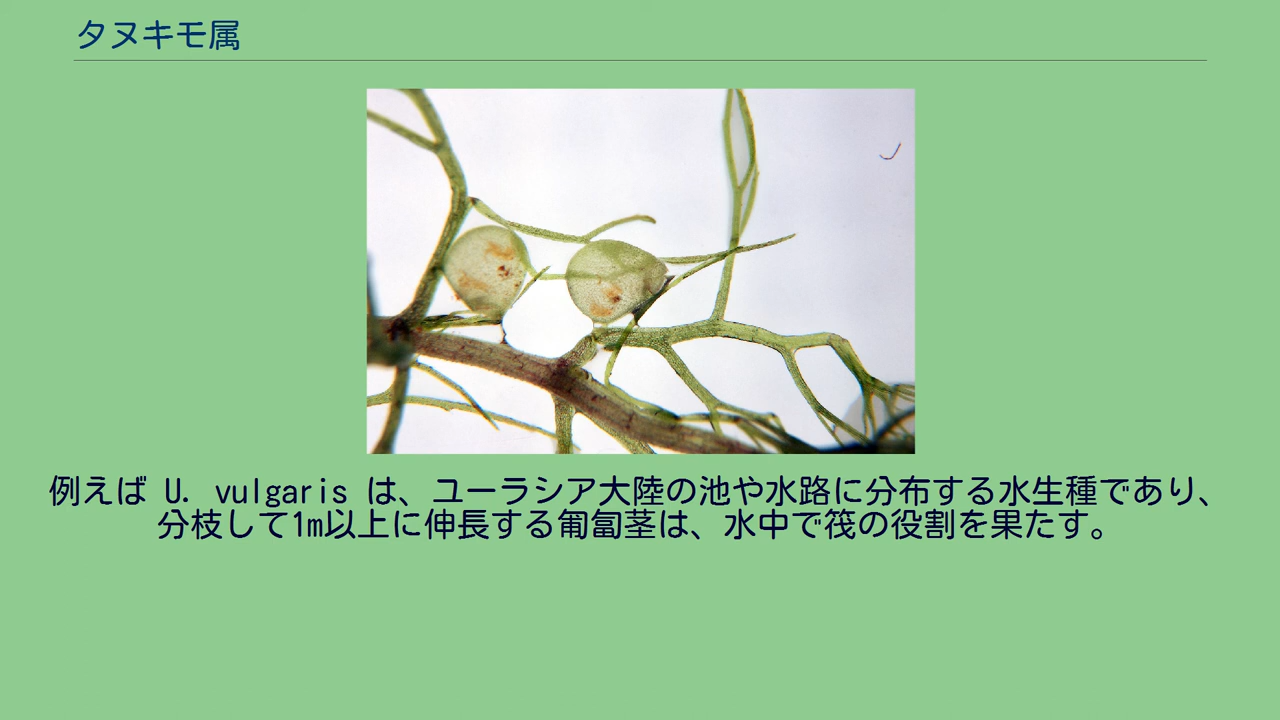 タヌキモ属
例えば U. vulgaris は、ユーラシア大陸の池や水路に分布する水生種であり、
分枝して1m以上に伸長する匍匐茎は、水中で筏の役割を果たす。